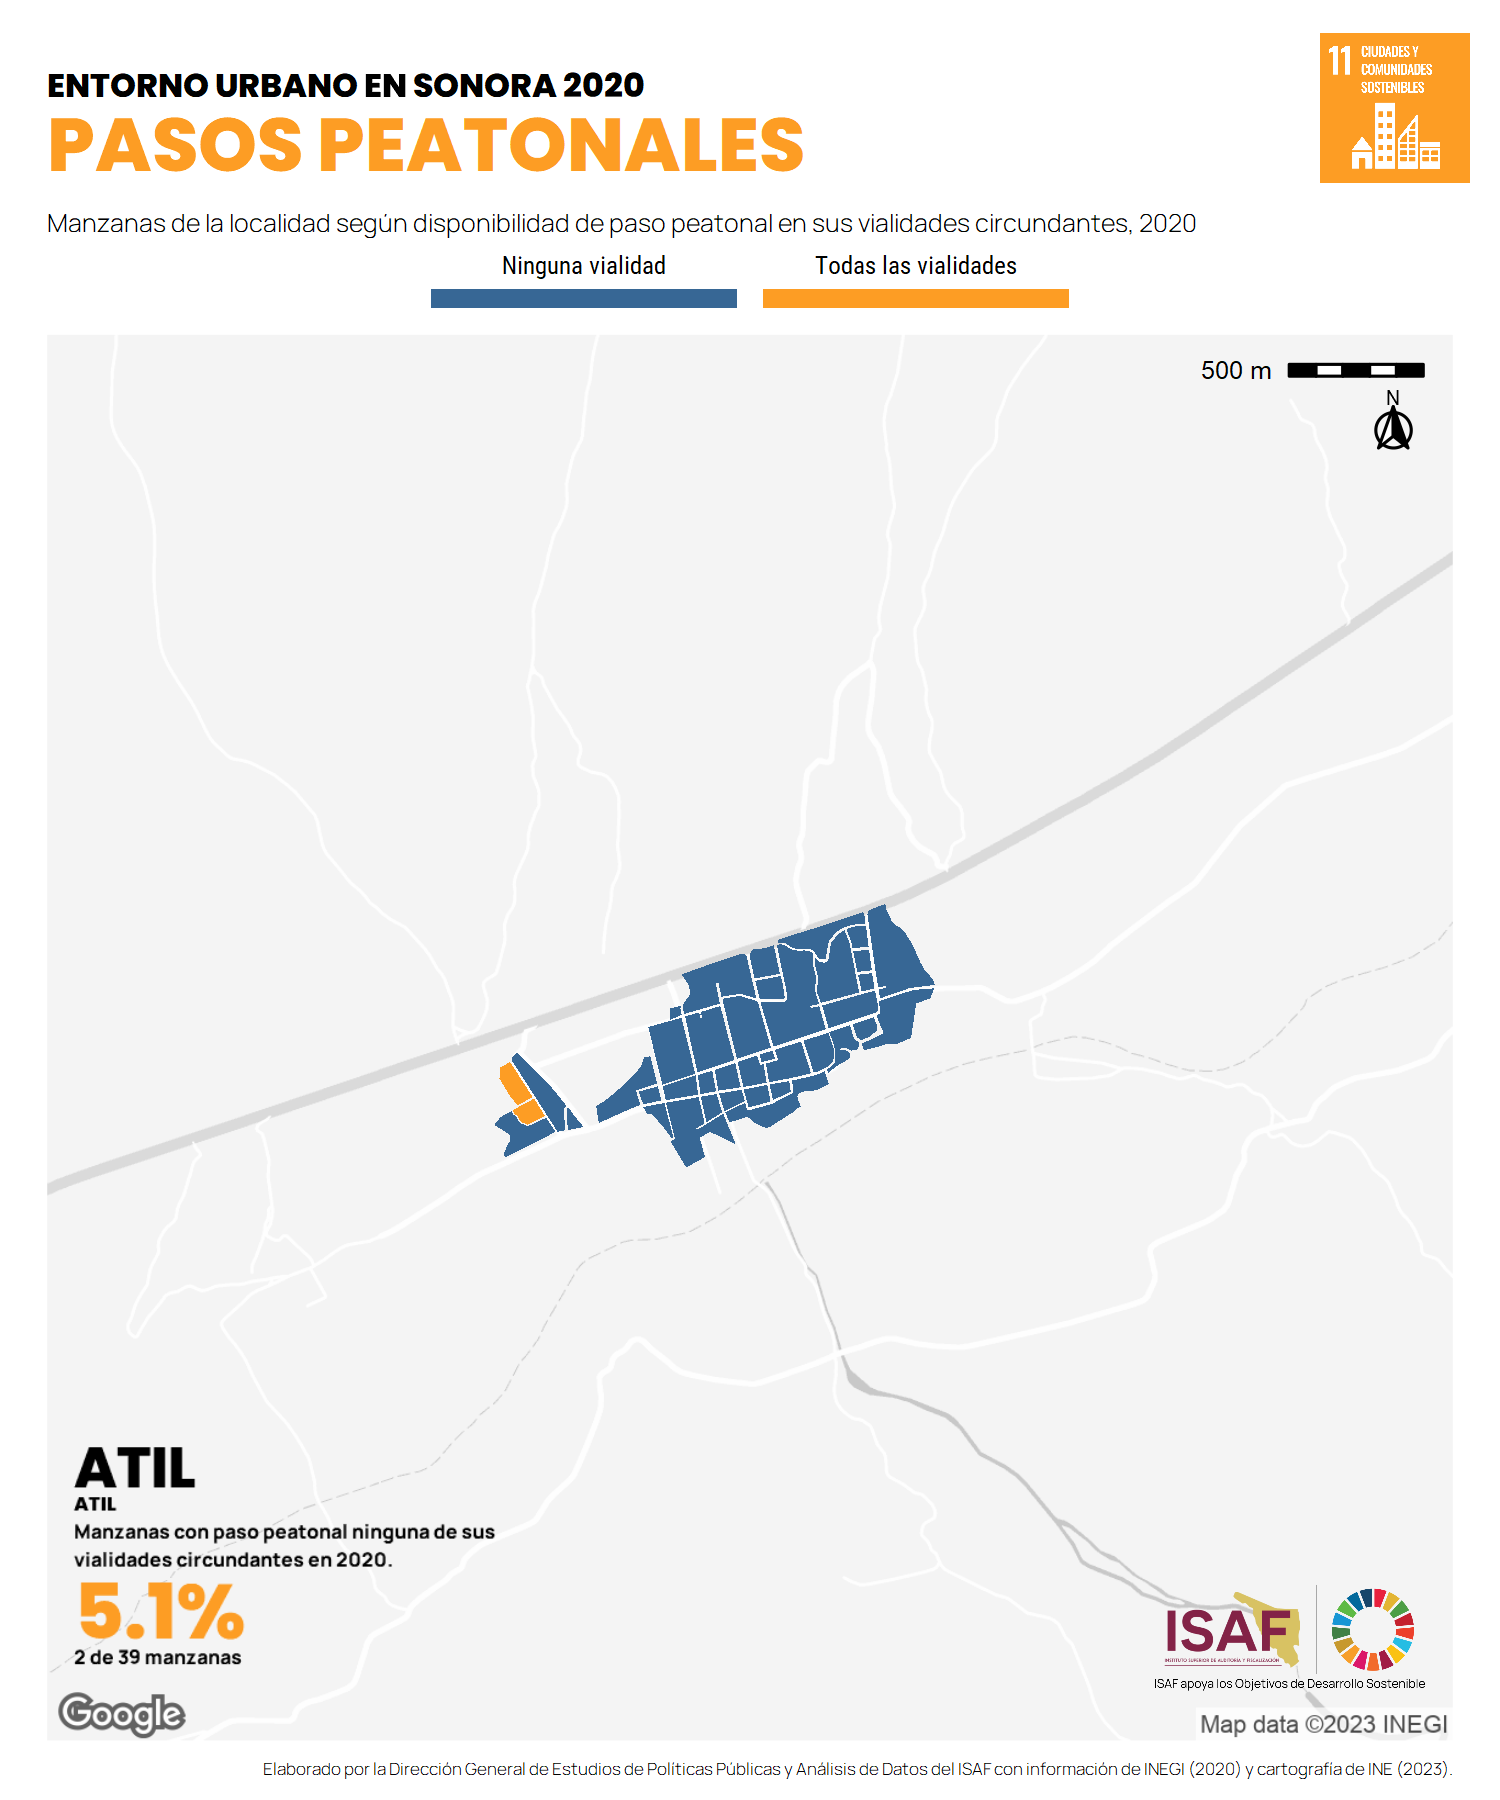 ENTORNO URBANO EN SONORA 2020
PASOS PEATONALES
11 CIUDADES Y
COMUNIDADES
SOSTENIBLES
Manzanas de la localidad según disponibilidad de paso peatonal en sus vialidades circundantes, 2020
Ninguna vialidad
Todas las vialidades
500 m
N
ATIL
ATIL
Manzanas con paso peatonal ninguna de sus
vialidades circundantes en 2020.
5.1%
2 de 39 manzanas
Google
ISAF
INSTITUTO SUPERIOR DE AUDITORÍA Y FISCALIZACIÓN
ISAF apoya los Objetivos de Desarrollo Sostenible
Map data ©2023 INEGI
Elaborado por la Dirección General de Estudios de Políticas Públicas y Análisis de Datos del ISAF con información de INEGI (2020) y cartografía de INE (2023).